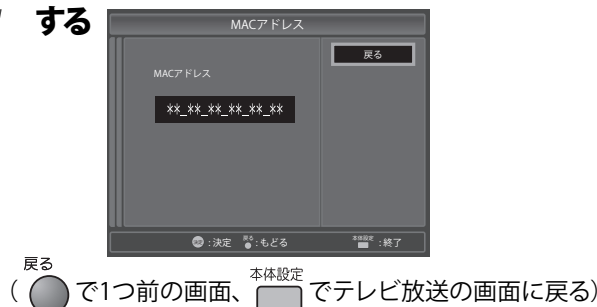 する
MACアドレス
戻る
MACアドレス
**_**_**_**_**_**
決定 :決定 戻る :もどる 本体設定 :終了
戻る 本体設定
( で1つ前の画面、 でテレビ放送の画面に戻る)